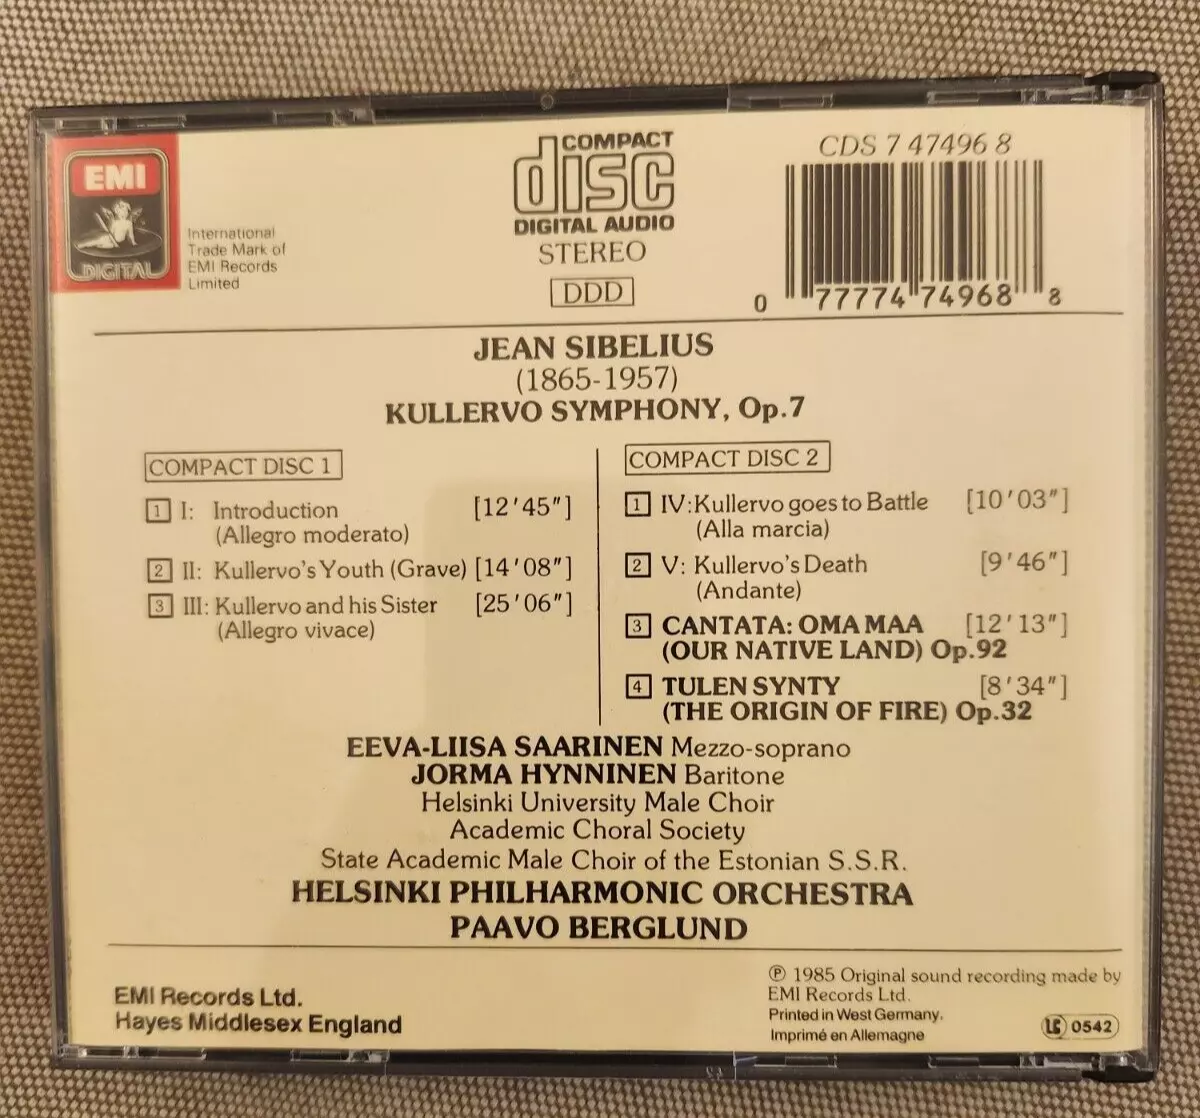 EMI
DIGITAL
International
Trade Mark of
EMI Records
Limited
COMPACT
disc
DIGITAL AUDIO
STEREO
DDD
CDS 7 47496 8
0 77774 74968 8
JEAN SIBELIUS
(1865-1957)
KULLERVO SYMPHONY, Op.7
COMPACT DISC 1
1 I: Introduction [12'45"]
(Allegro moderato)
2 II: Kullervo's Youth (Grave) [14'08"]
3 III: Kullervo and his Sister [25'06"]
(Allegro vivace)
COMPACT DISC 2
1 IV: Kullervo goes to Battle [10'03"]
(Alla marcia)
2 V: Kullervo's Death [9'46"]
(Andante)
3 CANTATA: OMA MAA [12'13"]
(OUR NATIVE LAND) Op.92
4 TULEN SYNTY [8'34"]
(THE ORIGIN OF FIRE) Op.32
EEVA-LIISA SAARINEN Mezzo-soprano
JORMA HYNNINEN Baritone
Helsinki University Male Choir
Academic Choral Society
State Academic Male Choir of the Estonian S.S.R.
HELSINKI PHILHARMONIC ORCHESTRA
PAAVO BERGLUND
EMI Records Ltd.
Hayes Middlesex England
℗ 1985 Original sound recording made by
EMI Records Ltd.
Printed in West Germany.
Imprimé en Allemagne
LC 0542